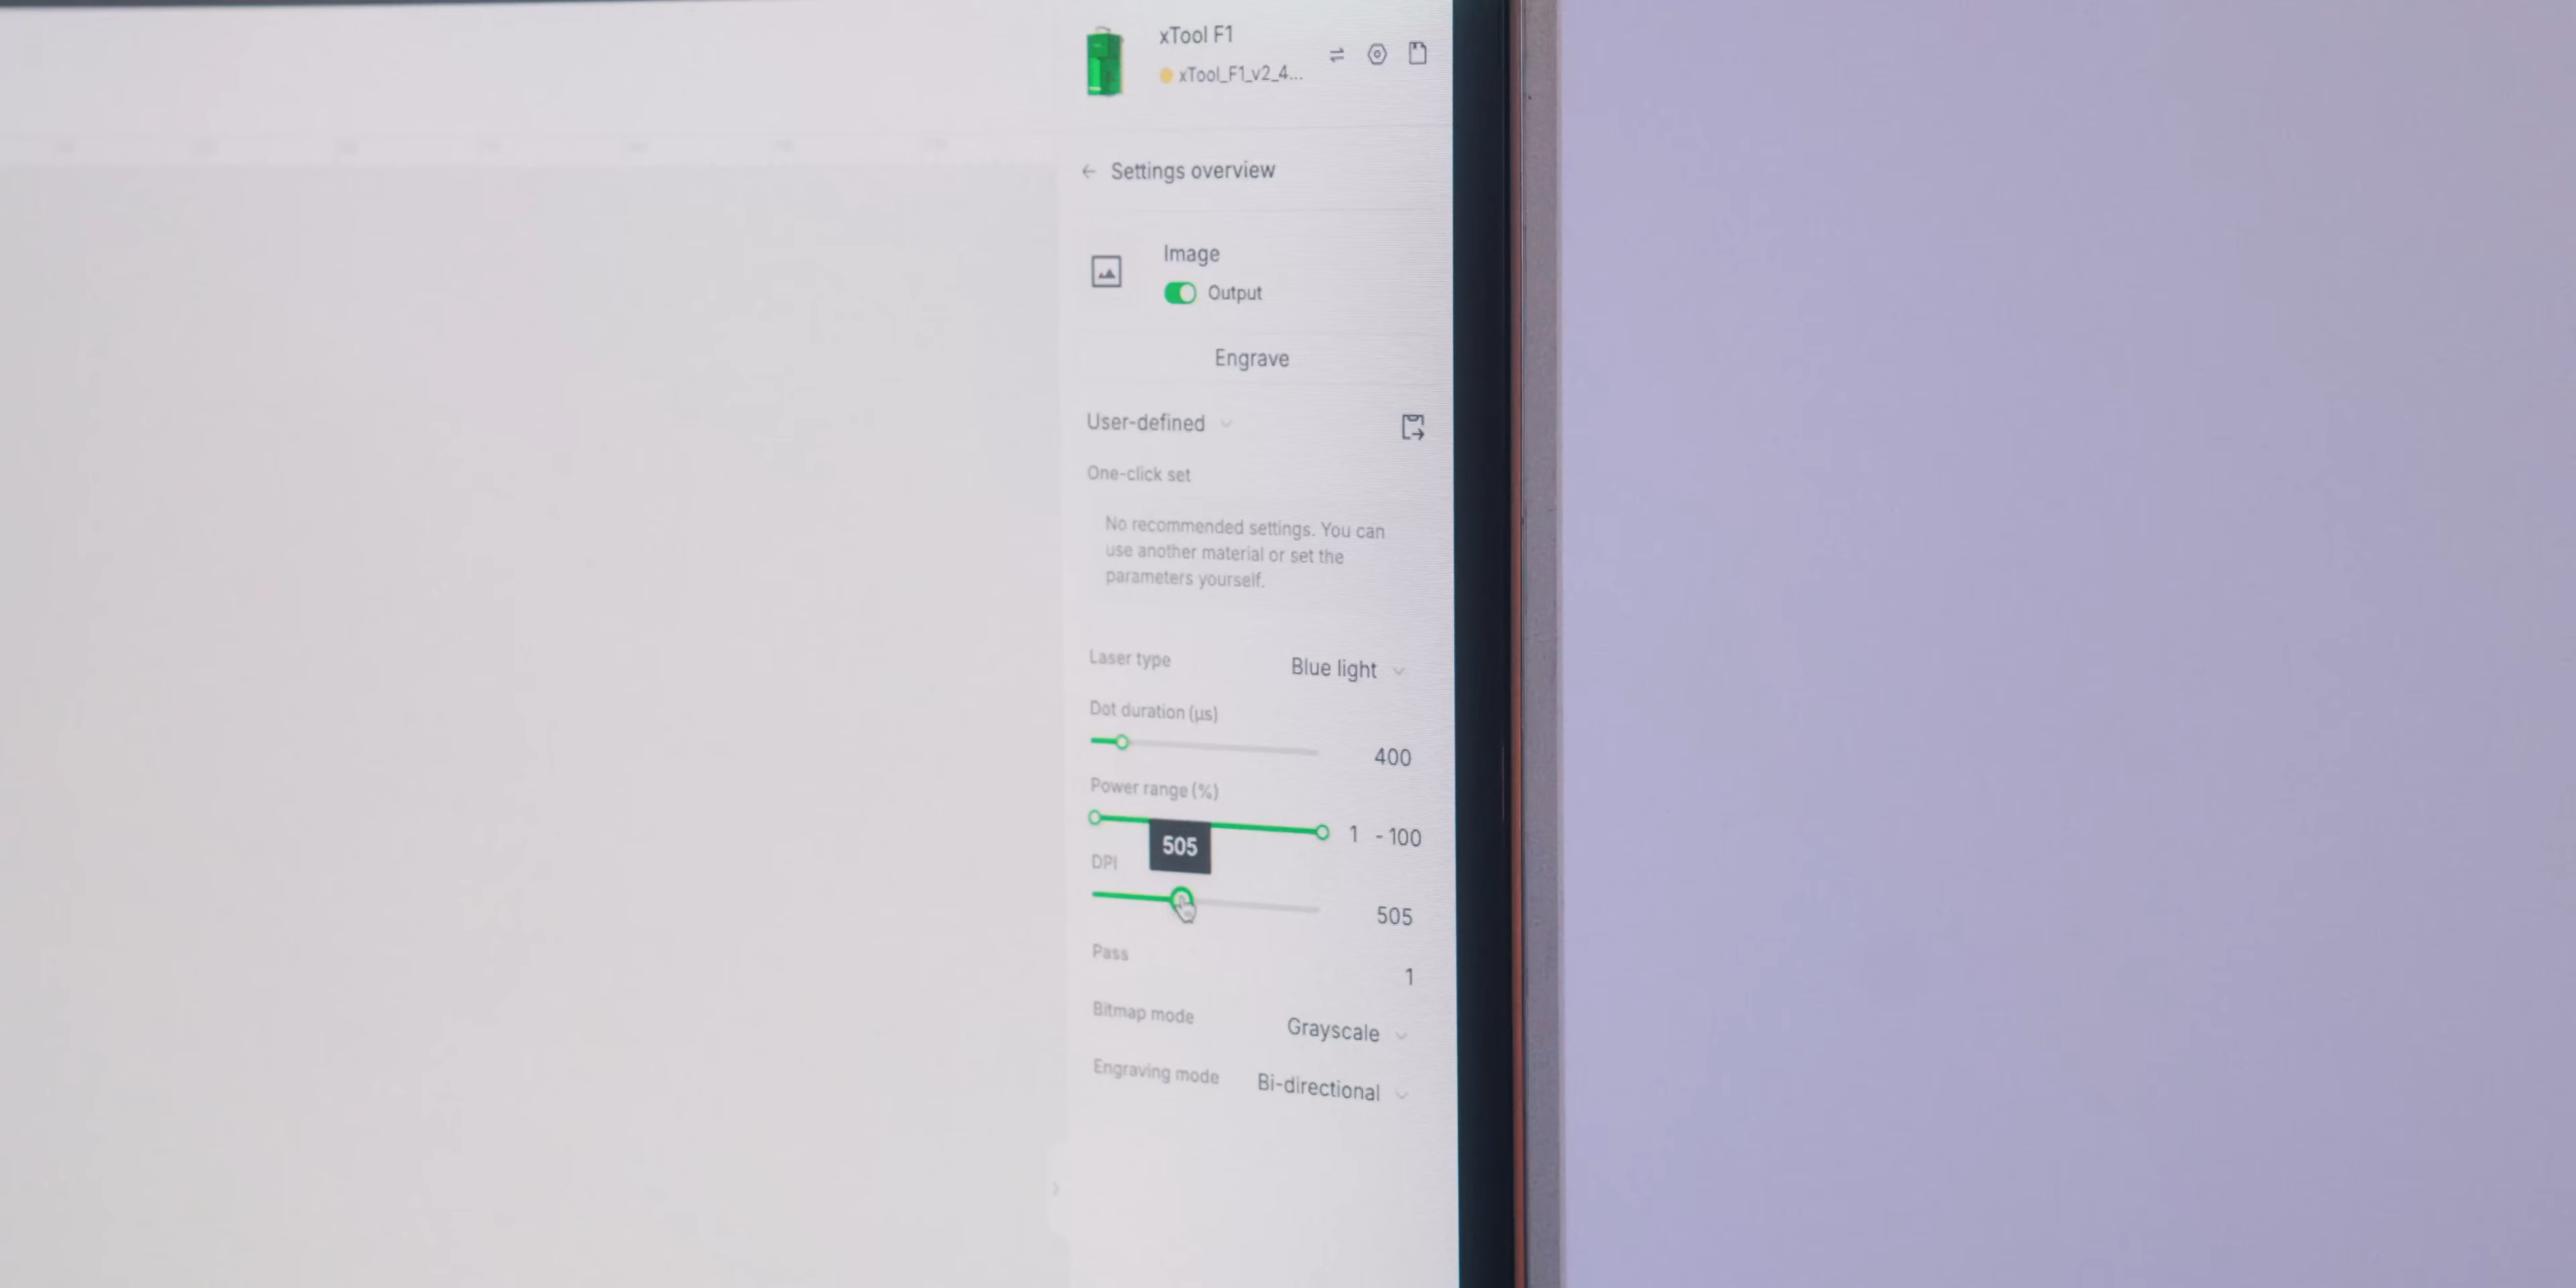 xTool F1
xTool_F1_v2_4...
Settings overview
Image
Output
Engrave
User-defined
One-click set
No recommended settings. You can
use another material or set the
parameters yourself.
Laser type Blue light
Dot duration (µs)
400
Power range (%)
1 - 100
505
DPI
505
Pass
1
Bitmap mode Grayscale
Engraving mode Bi-directional